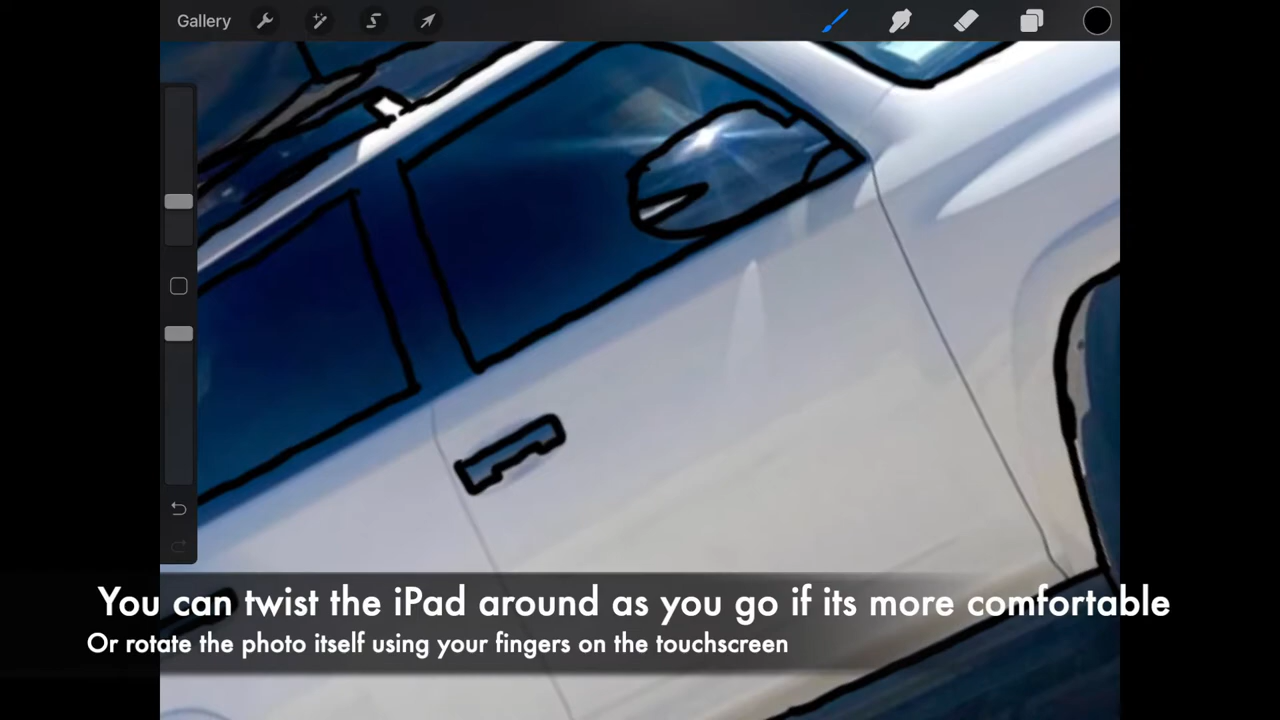 Gallery
You can twist the iPad around as you go if its more comfortable
Or rotate the photo itself using your fingers on the touchscreen